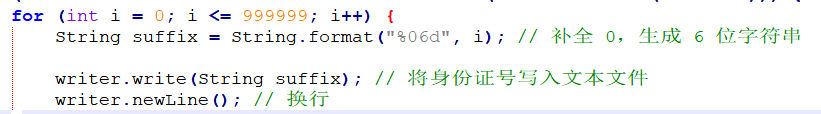 for (int i = 0; i <= 999999; i++) {
String suffix = String.format("%06d", i); // 补全 0，生成 6 位字符串
writer.write(String suffix); // 将身份证号写入文本文件
writer.newLine(); // 换行